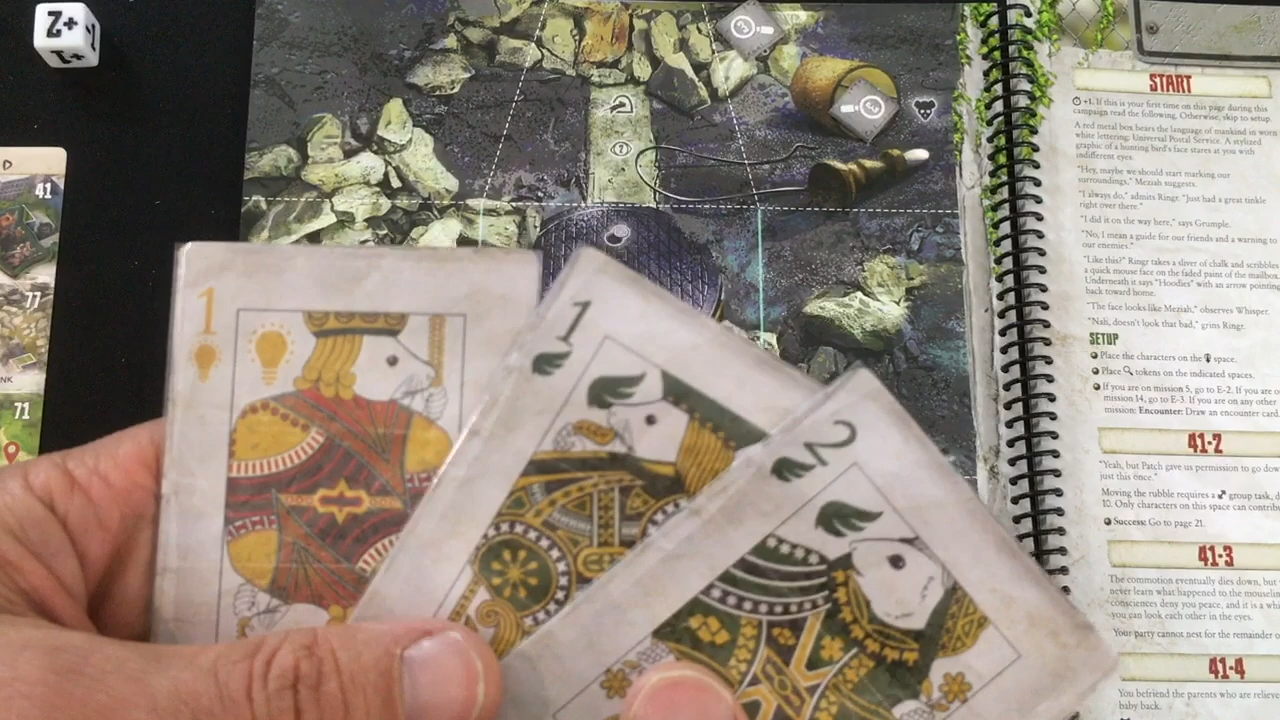 +2
+1
41
77
NK
71
1
1
2
START
+1. If this is your first time on this page during this
campaign read the following. Otherwise, skip to setup.
A red metal box bears the language of mankind in worn
white lettering: Universal Postal Service. A stylized
graphic of a hunting bird's face stares at you with
indifferent eyes.
"Hey, maybe we should start marking our
surroundings," Meziah suggests.
"I always do," admits Ringr. "Just had a great tinkle
right over there."
"I did it on the way here," says Grumple.
"No, I mean a guide for our friends and a warning to
our enemies."
"Like this?" Ringr takes a sliver of chalk and scribbles
a quick mouse face on the faded paint of the mailbox.
Underneath it says "Hoodies" with an arrow pointing
back toward home.
"The face looks like Meziah," observes Whisper.
"Nah, doesn't look that bad," grins Ringr.
SETUP
Place the characters on the space.
Place tokens on the indicated spaces.
If you are on mission 5, go to E-2. If you are on
mission 14, go to E-3. If you are on any other
mission: Encounter: Draw an encounter card.
41-2
"Yeah, but Patch gave us permission to go down
just this once."
Moving the rubble requires a group task,
10. Only characters on this space can
Success: Go to page 21.
41-3
The commotion eventually dies down, but
never learn what happened to the
consciences deny you peace, and it is a
you can look each other in the eyes.
Your party cannot nest for the remainder
41-4
You befriend the parents who are
baby back.